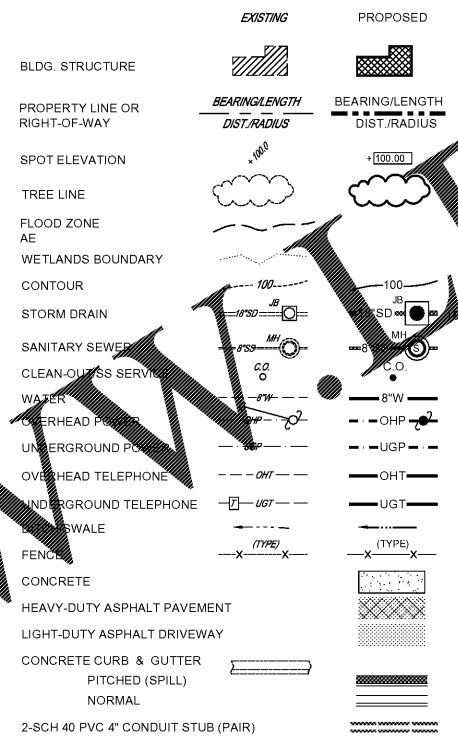 EXISTING PROPOSED
BLDG. STRUCTURE
PROPERTY LINE OR BEARING/LENGTH BEARING/LENGTH
RIGHT-OF-WAY DIST./RADIUS DIST./RADIUS
SPOT ELEVATION +100.0 + 100.00
TREE LINE
FLOOD ZONE
AE
WETLANDS BOUNDARY
CONTOUR 100 100
JB JB
STORM DRAIN 18"SD 18"SD
MH MH
SANITARY SEWER 8"SS 8"SS S
CLEAN-OUT/SS SERVICE C.O. C.O.
WATER 8"W 8"W
OVERHEAD POWER OHP OHP
UNDERGROUND POWER UGP UGP
OVERHEAD TELEPHONE OHT OHT
UNDERGROUND TELEPHONE T UGT UGT
DITCH/SWALE
(TYPE) (TYPE)
FENCE X X X X
CONCRETE
HEAVY-DUTY ASPHALT PAVEMENT
LIGHT-DUTY ASPHALT DRIVEWAY
CONCRETE CURB & GUTTER
PITCHED (SPILL)
NORMAL
2-SCH 40 PVC 4" CONDUIT STUB (PAIR)